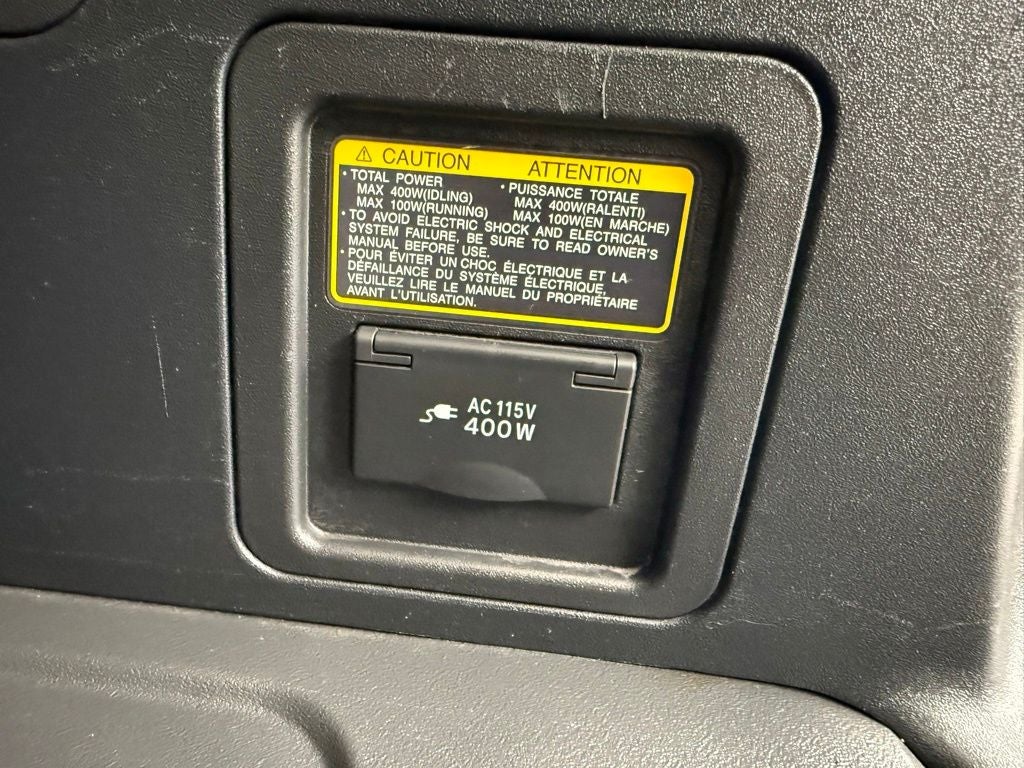 ⚠ CAUTION ATTENTION
• TOTAL POWER
MAX 400W(IDLING)
MAX 100W(RUNNING)
• PUISSANCE TOTALE
MAX 400W(RALENTI)
MAX 100W(EN MARCHE)
• TO AVOID ELECTRIC SHOCK AND ELECTRICAL
SYSTEM FAILURE, BE SURE TO READ OWNER'S
MANUAL BEFORE USE.
• POUR ÉVITER UN CHOC ÉLECTRIQUE ET LA
DÉFAILLANCE DU SYSTÈME ÉLECTRIQUE,
VEUILLEZ LIRE LE MANUEL DU PROPRIÉTAIRE
AVANT L'UTILISATION.
AC 115V
400W